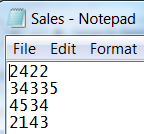 Sales - Notepad
File Edit Format
2422
34335
4534
2143